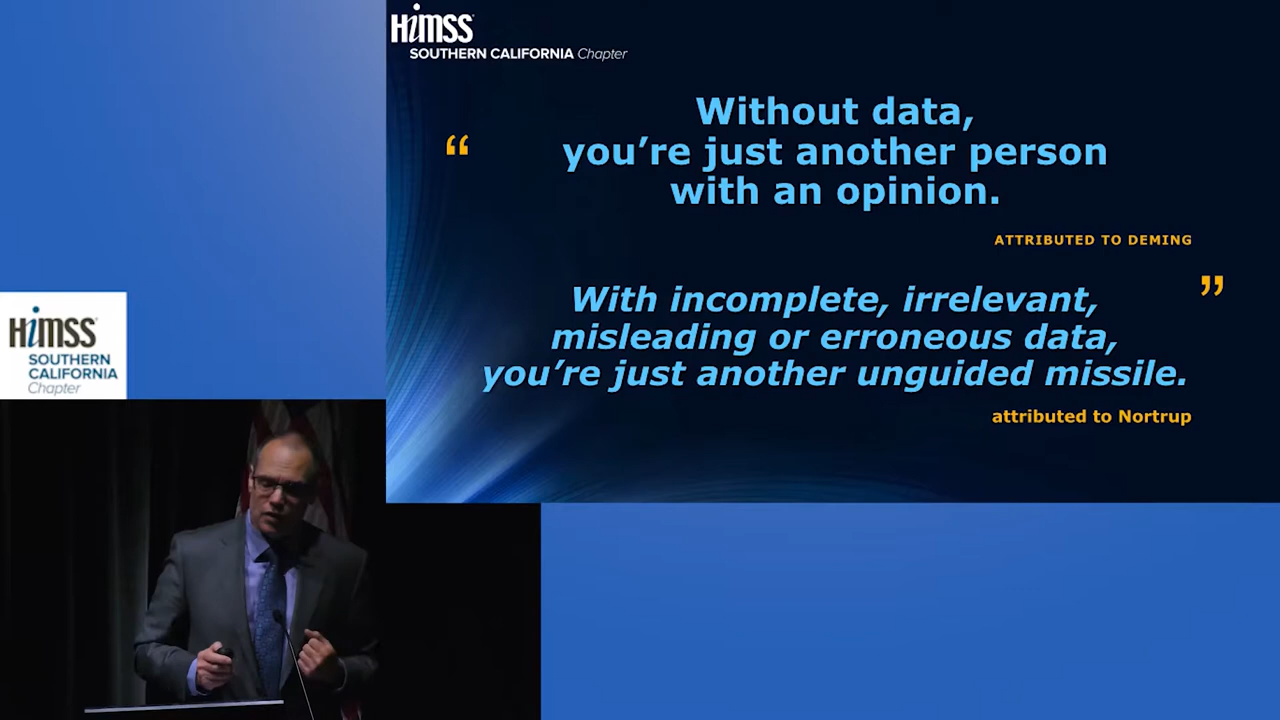 HiMSS
SOUTHERN CALIFORNIA Chapter
“
Without data,
you’re just another person
with an opinion.
ATTRIBUTED TO DEMING
With incomplete, irrelevant,
misleading or erroneous data,
you’re just another unguided missile.
”
attributed to Nortrup
HiMSS
SOUTHERN
CALIFORNIA
Chapter